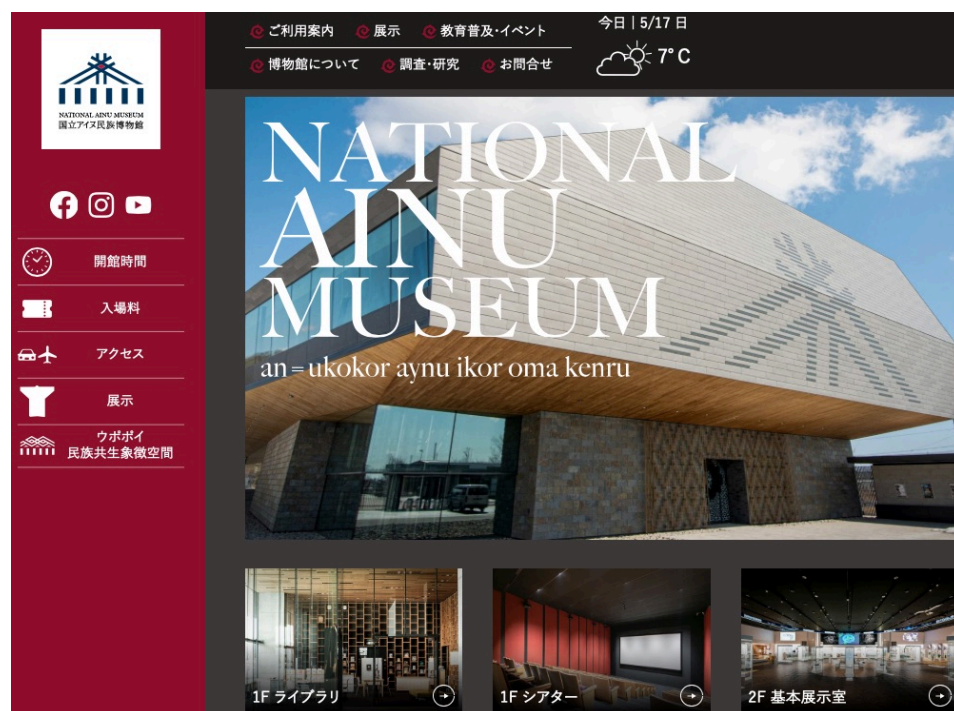 NATIONAL AINU MUSEUM
国立アイヌ民族博物館
開館時間
入場料
アクセス
展示
ウポポイ
民族共生象徴空間
ご利用案内 展示 教育普及・イベント
博物館について 調査・研究 お問合せ
今日 | 5/17 日
7° C
NATIONAL
AINU
MUSEUM
an=ukokor aynu ikor oma kenru
1F ライブラリ
1F シアター
2F 基本展示室